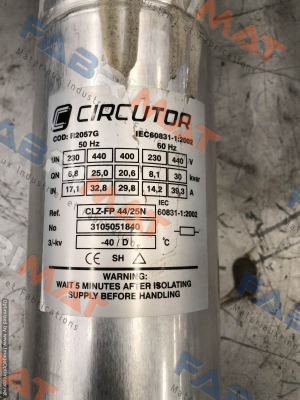 CIRCUTOR
COD: FI2057G IEC60831-1:2002
50 Hz 60 Hz
UN 230 440 400 230 440 V
QN 6,8 25,0 20,6 8,1 30 kvar
IN 17,1 32,8 29,8 14,2 39,3 A
Ref. CLZ-FP 44/25N IEC 60831-1:2002
No 3105051840
3/-kv -40 / D °C
CE SH
WARNING:
WAIT 5 MINUTES AFTER ISOLATING
SUPPLY BEFORE HANDLING